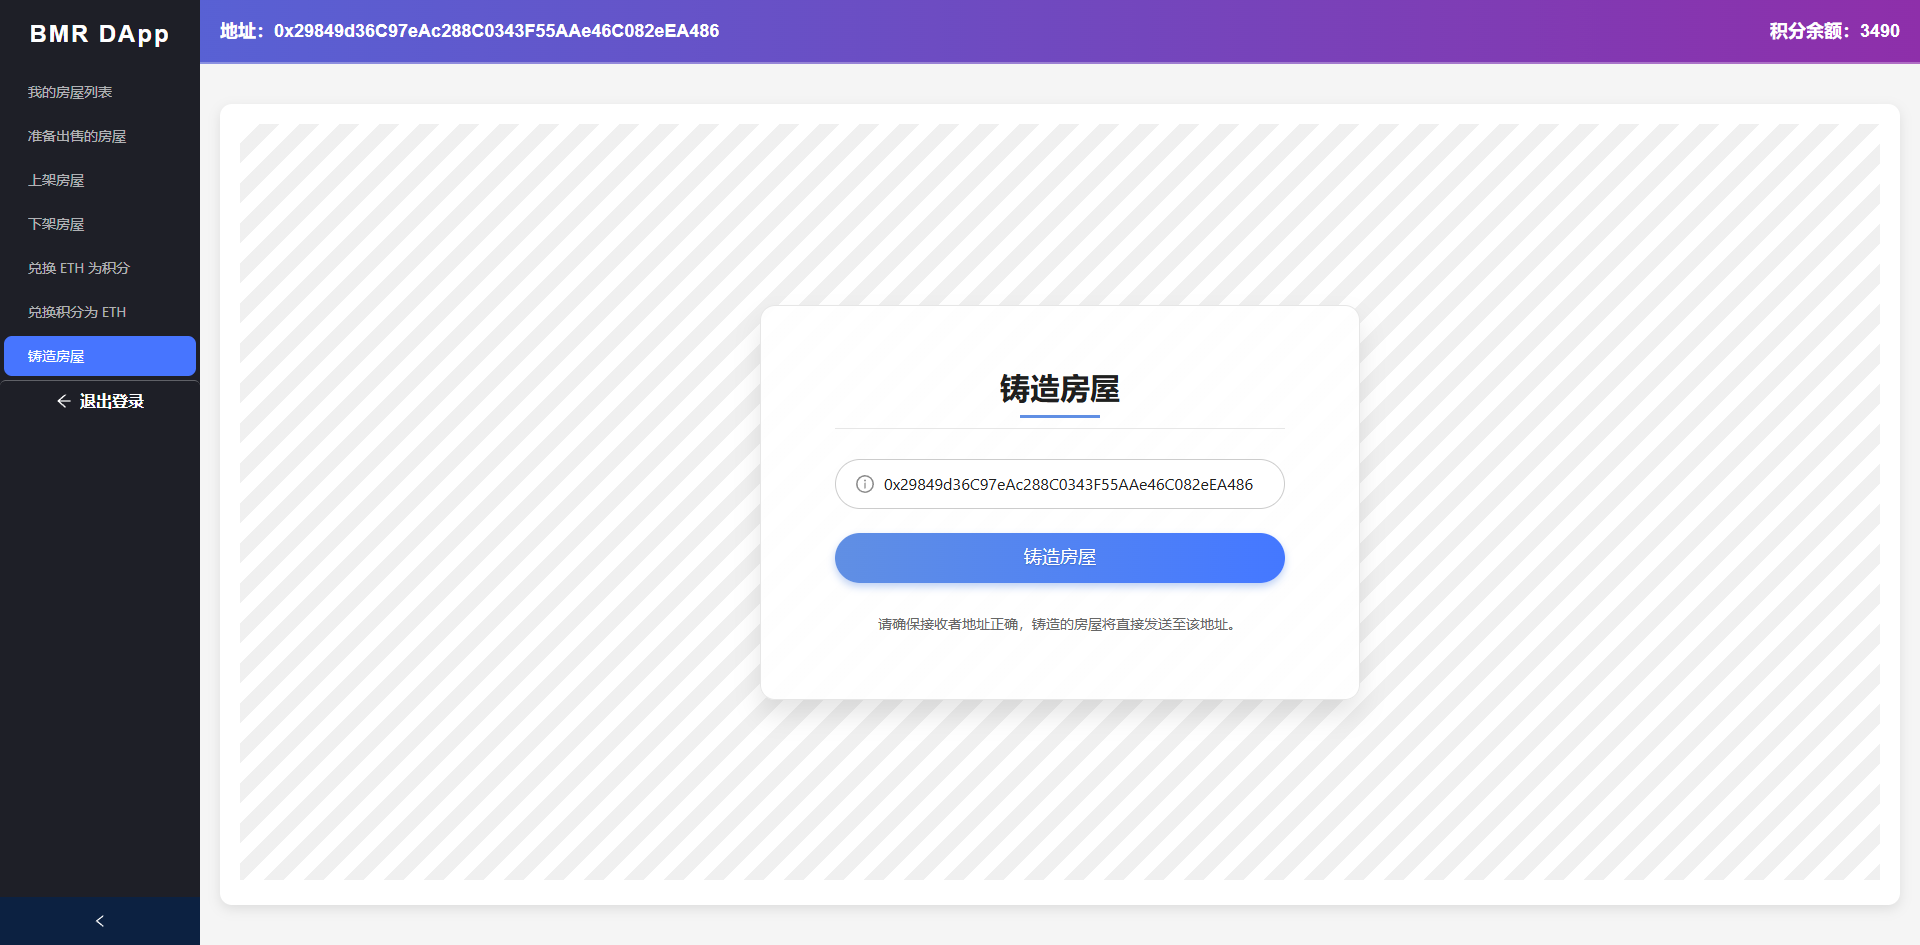 BMR DApp
我的房屋列表
准备出售的房屋
上架房屋
下架房屋
兑换 ETH 为积分
兑换积分为 ETH
铸造房屋
退出登录
地址：0x29849d36C97eAc288C0343F55AAe46C082eEA486
积分余额：3490
铸造房屋
0x29849d36C97eAc288C0343F55AAe46C082eEA486
铸造房屋
请确保接收者地址正确，铸造的房屋将直接发送至该地址。